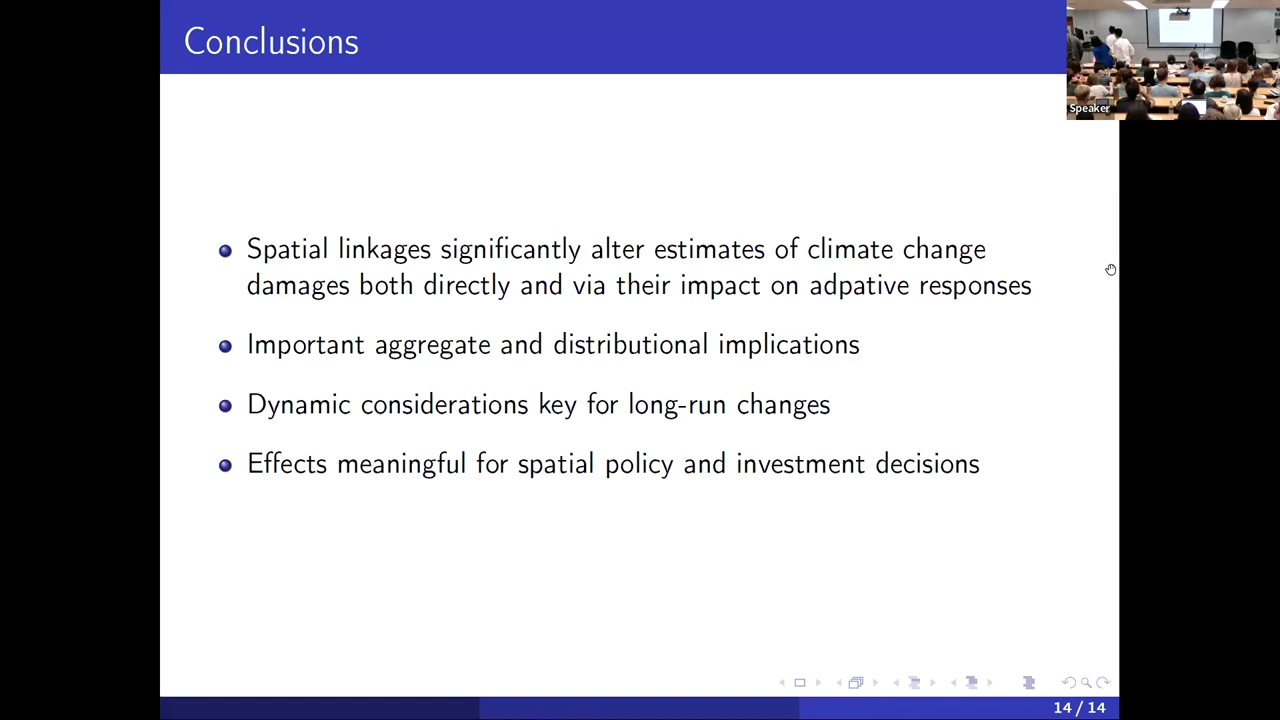 Conclusions
Speaker
Spatial linkages significantly alter estimates of climate change
damages both directly and via their impact on adpative responses
Important aggregate and distributional implications
Dynamic considerations key for long-run changes
Effects meaningful for spatial policy and investment decisions
14 / 14